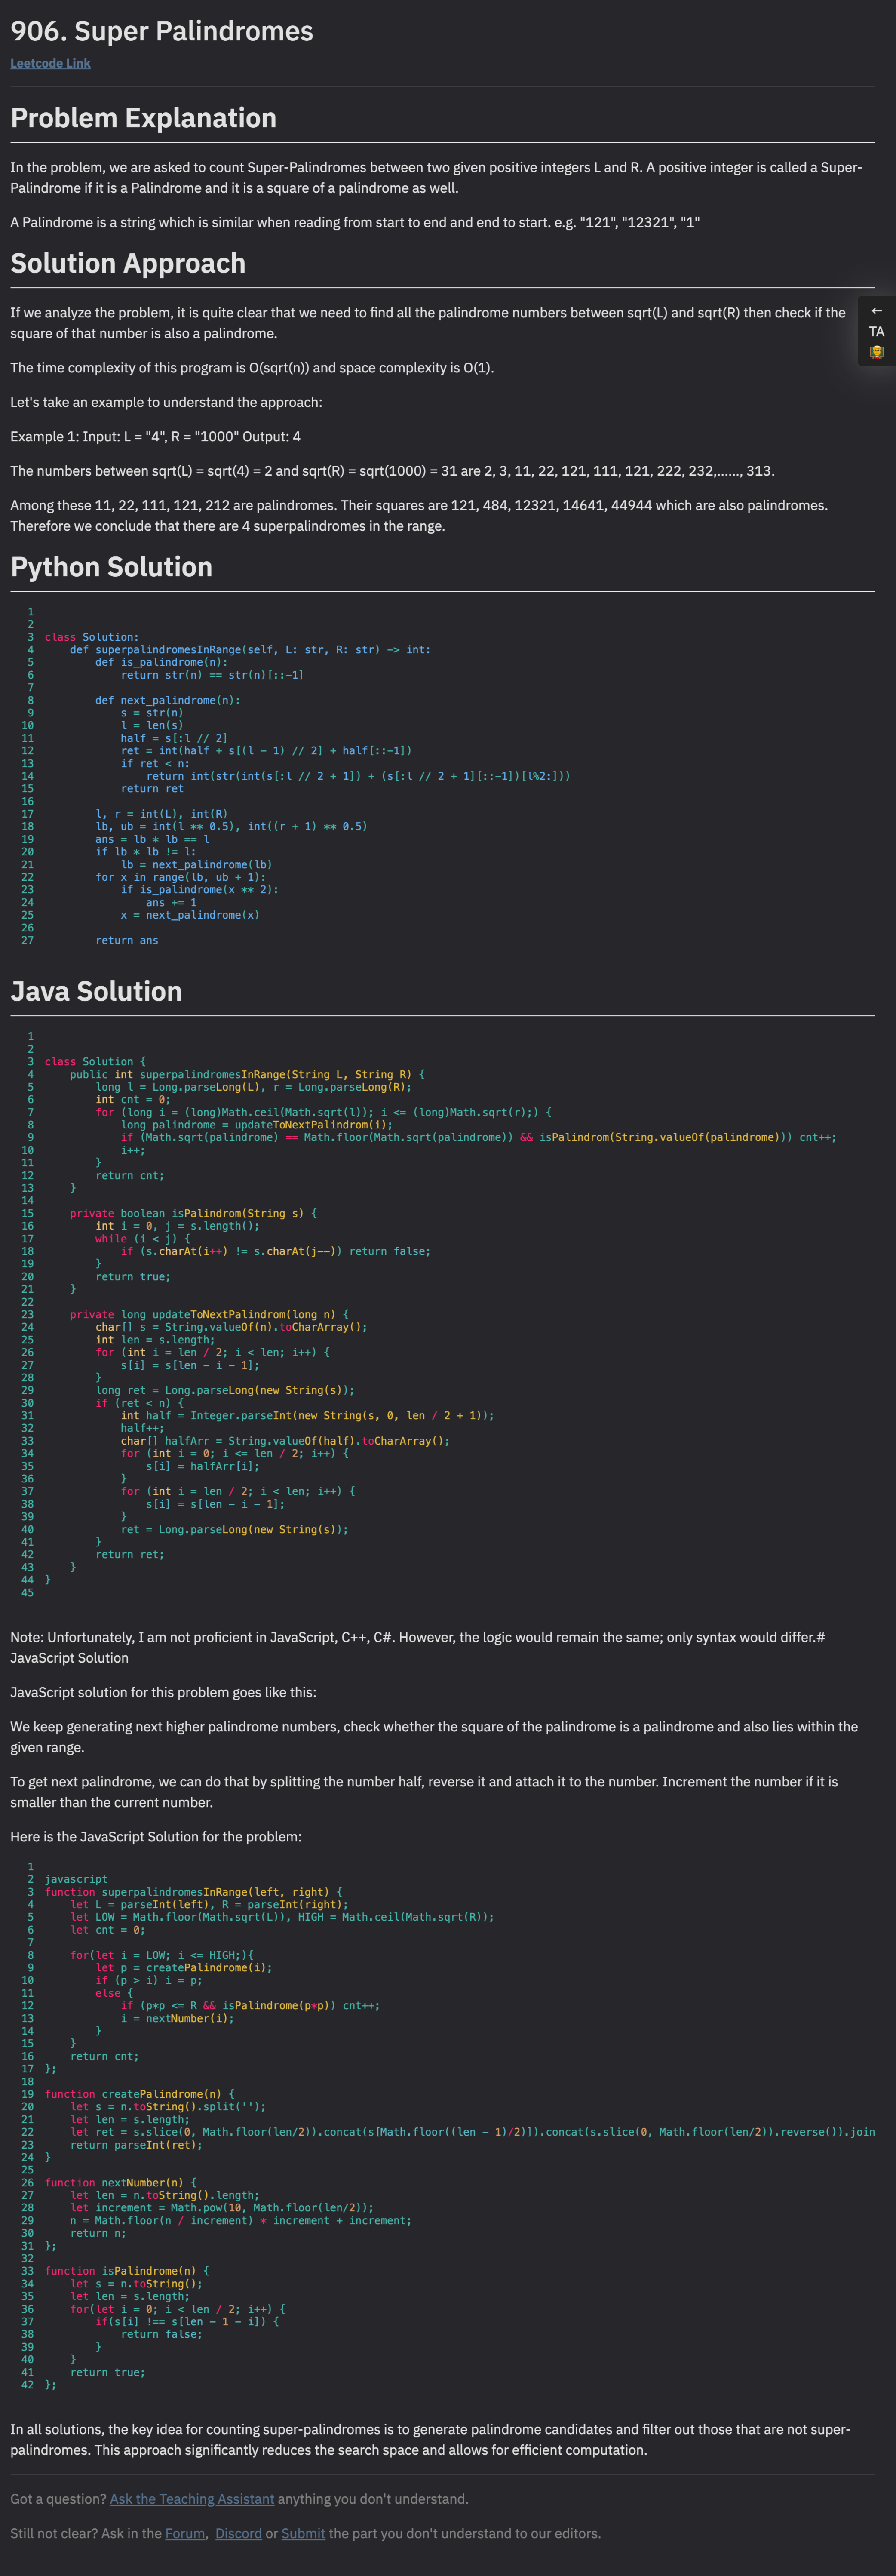 906. Super Palindromes
Leetcode Link
Problem Explanation
In the problem, we are asked to count Super-Palindromes between two given positive integers L and R. A positive integer is called a Super-
Palindrome if it is a Palindrome and it is a square of a palindrome as well.
A Palindrome is a string which is similar when reading from start to end and end to start. e.g. "121", "12321", "1"
Solution Approach
If we analyze the problem, it is quite clear that we need to find all the palindrome numbers between sqrt(L) and sqrt(R) then check if the
square of that number is also a palindrome.
←
TA
The time complexity of this program is O(sqrt(n)) and space complexity is O(1).
Let's take an example to understand the approach:
Example 1: Input: L = "4", R = "1000" Output: 4
The numbers between sqrt(L) = sqrt(4) = 2 and sqrt(R) = sqrt(1000) = 31 are 2, 3, 11, 22, 121, 111, 121, 222, 232,......, 313.
Among these 11, 22, 111, 121, 212 are palindromes. Their squares are 121, 484, 12321, 14641, 44944 which are also palindromes.
Therefore we conclude that there are 4 superpalindromes in the range.
Python Solution
1
2
3 class Solution:
4     def superpalindromesInRange(self, L: str, R: str) -> int:
5         def is_palindrome(n):
6             return str(n) == str(n)[::-1]
7
8         def next_palindrome(n):
9             s = str(n)
10             l = len(s)
11             half = s[:l // 2]
12             ret = int(half + s[(l - 1) // 2] + half[::-1])
13             if ret < n:
14                 return int(str(int(s[:l // 2 + 1]) + (s[:l // 2 + 1][::-1])[l%2:]))
15             return ret
16
17         l, r = int(L), int(R)
18         lb, ub = int(l ** 0.5), int((r + 1) ** 0.5)
19         ans = lb * lb == l
20         if lb * lb != l:
21             lb = next_palindrome(lb)
22         for x in range(lb, ub + 1):
23             if is_palindrome(x ** 2):
24                 ans += 1
25             x = next_palindrome(x)
26
27         return ans
Java Solution
1
2
3 class Solution {
4     public int superpalindromesInRange(String L, String R) {
5         long l = Long.parseLong(L), r = Long.parseLong(R);
6         int cnt = 0;
7         for (long i = (long)Math.ceil(Math.sqrt(l)); i <= (long)Math.sqrt(r);) {
8             long palindrome = updateToNextPalindrom(i);
9             if (Math.sqrt(palindrome) == Math.floor(Math.sqrt(palindrome)) && isPalindrom(String.valueOf(palindrome))) cnt++;
10             i++;
11         }
12         return cnt;
13     }
14
15     private boolean isPalindrom(String s) {
16         int i = 0, j = s.length();
17         while (i < j) {
18             if (s.charAt(i++) != s.charAt(j--)) return false;
19         }
20         return true;
21     }
22
23     private long updateToNextPalindrom(long n) {
24         char[] s = String.valueOf(n).toCharArray();
25         int len = s.length;
26         for (int i = len / 2; i < len; i++) {
27             s[i] = s[len - i - 1];
28         }
29         long ret = Long.parseLong(new String(s));
30         if (ret < n) {
31             int half = Integer.parseInt(new String(s, 0, len / 2 + 1));
32             half++;
33             char[] halfArr = String.valueOf(half).toCharArray();
34             for (int i = 0; i <= len / 2; i++) {
35                 s[i] = halfArr[i];
36             }
37             for (int i = len / 2; i < len; i++) {
38                 s[i] = s[len - i - 1];
39             }
40             ret = Long.parseLong(new String(s));
41         }
42         return ret;
43     }
44 }
45
Note: Unfortunately, I am not proficient in JavaScript, C++, C#. However, the logic would remain the same; only syntax would differ.#
JavaScript Solution
JavaScript solution for this problem goes like this:
We keep generating next higher palindrome numbers, check whether the square of the palindrome is a palindrome and also lies within the
given range.
To get next palindrome, we can do that by splitting the number half, reverse it and attach it to the number. Increment the number if it is
smaller than the current number.
Here is the JavaScript Solution for the problem:
1
2 javascript
3 function superpalindromesInRange(left, right) {
4     let L = parseInt(left), R = parseInt(right);
5     let LOW = Math.floor(Math.sqrt(L)), HIGH = Math.ceil(Math.sqrt(R));
6     let cnt = 0;
7
8     for(let i = LOW; i <= HIGH;){
9         let p = createPalindrome(i);
10         if (p > i) i = p;
11         else {
12             if (p*p <= R && isPalindrome(p*p)) cnt++;
13             i = nextNumber(i);
14         }
15     }
16     return cnt;
17 };
18
19 function createPalindrome(n) {
20     let s = n.toString().split('');
21     let len = s.length;
22     let ret = s.slice(0, Math.floor(len/2)).concat(s[Math.floor((len - 1)/2)]).concat(s.slice(0, Math.floor(len/2)).reverse()).join
23     return parseInt(ret);
24 }
25
26 function nextNumber(n) {
27     let len = n.toString().length;
28     let increment = Math.pow(10, Math.floor(len/2));
29     n = Math.floor(n / increment) * increment + increment;
30     return n;
31 };
32
33 function isPalindrome(n) {
34     let s = n.toString();
35     let len = s.length;
36     for(let i = 0; i < len / 2; i++) {
37         if(s[i] !== s[len - 1 - i]) {
38             return false;
39         }
40     }
41     return true;
42 };
In all solutions, the key idea for counting super-palindromes is to generate palindrome candidates and filter out those that are not super-
palindromes. This approach significantly reduces the search space and allows for efficient computation.
Got a question? Ask the Teaching Assistant anything you don't understand.
Still not clear? Ask in the Forum, Discord or Submit the part you don't understand to our editors.